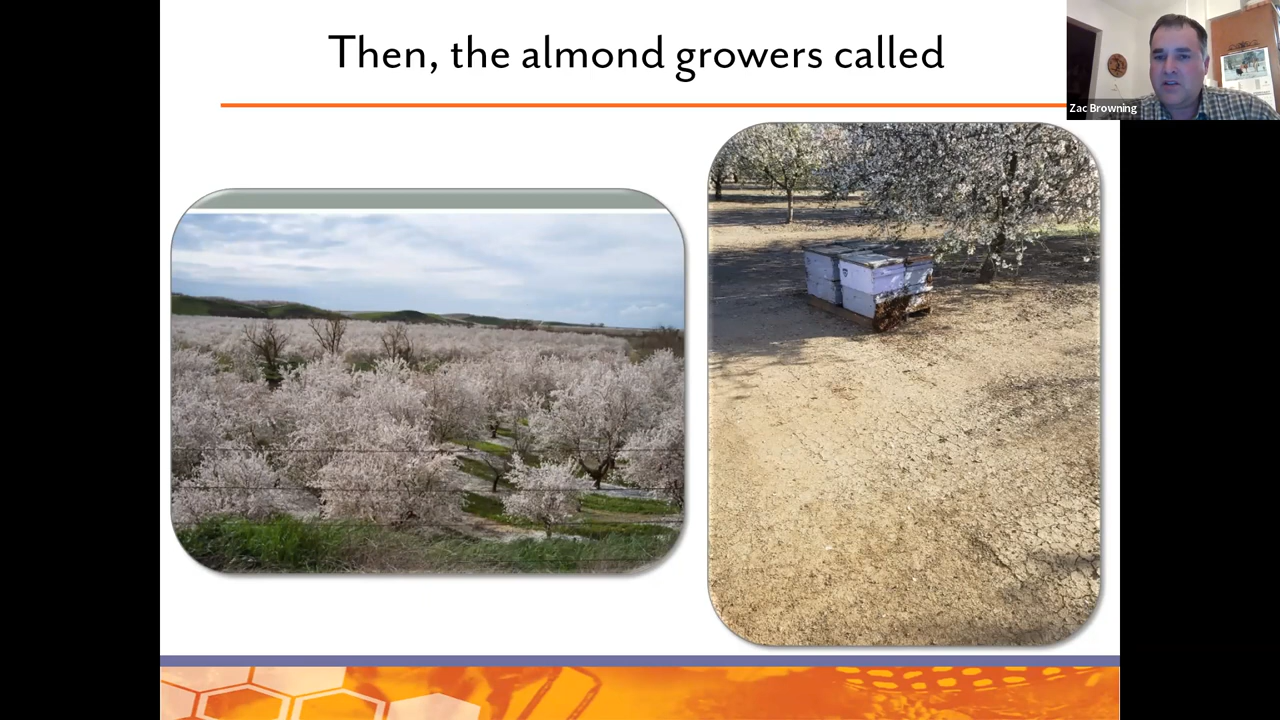 Then, the almond growers called
Zac Browning